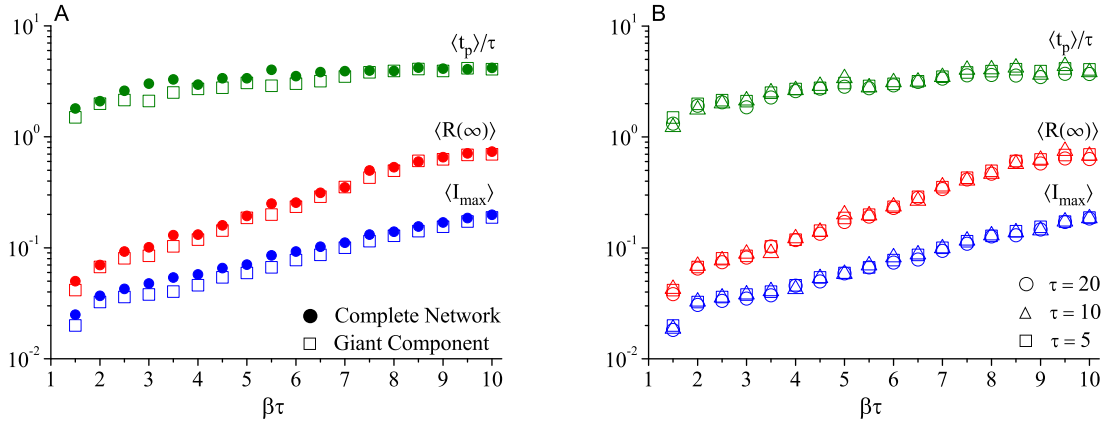 A
10^1
10^0
10^-1
10^-2
⟨t_p⟩/τ
⟨R(∞)⟩
⟨I_max⟩
Complete Network
Giant Component
1 2 3 4 5 6 7 8 9 10
βτ
B
10^1
10^0
10^-1
10^-2
⟨t_p⟩/τ
⟨R(∞)⟩
⟨I_max⟩
τ = 20
τ = 10
τ = 5
1 2 3 4 5 6 7 8 9 10
βτ